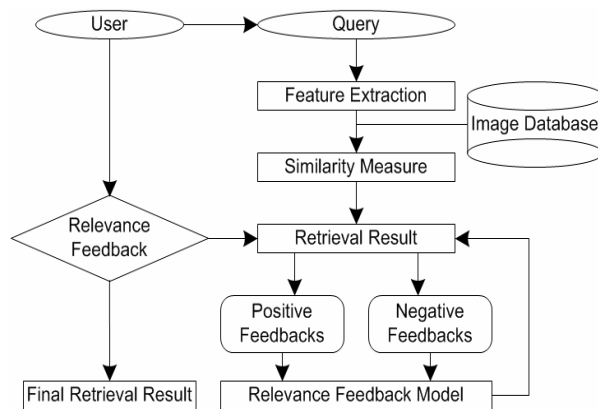 User
Query
Feature Extraction
Image Database
Similarity Measure
Relevance
Feedback
Retrieval Result
Positive
Feedbacks
Negative
Feedbacks
Final Retrieval Result
Relevance Feedback Model